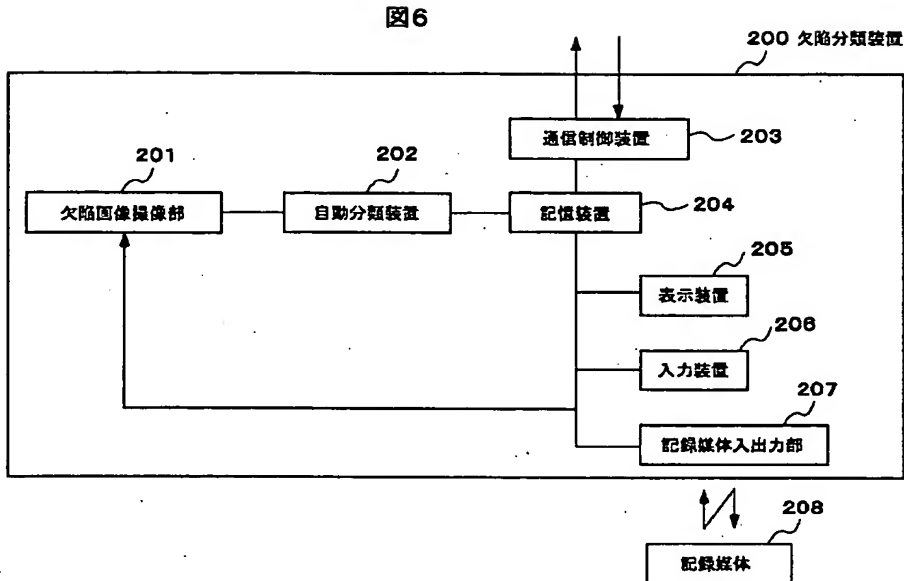 図6
200 欠陥分類装置
通信制御装置
203
201
202
欠陥画像撮像部
自動分類装置
記憶装置
204
205
表示装置
206
入力装置
207
記録媒体入出力部
208
記録媒体